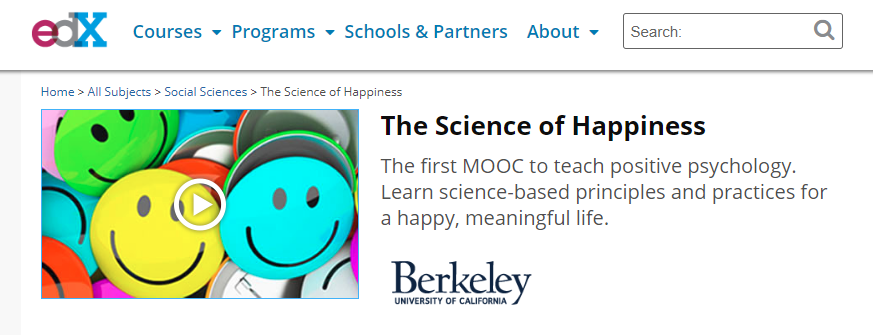 edX Courses Programs Schools & Partners About Search:
Home > All Subjects > Social Sciences > The Science of Happiness
The Science of Happiness
The first MOOC to teach positive psychology.
Learn science-based principles and practices for
a happy, meaningful life.
Berkeley
UNIVERSITY OF CALIFORNIA